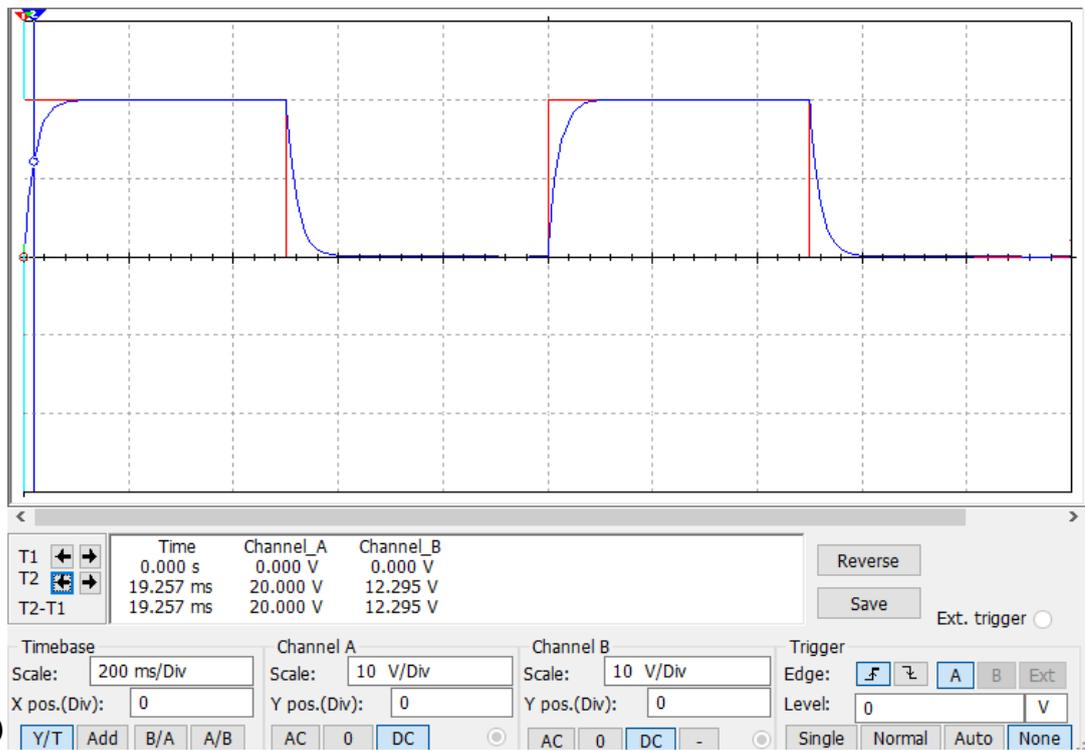 T1
T2
T2-T1
Time Channel_A Channel_B
0.000 s 0.000 V 0.000 V
19.257 ms 20.000 V 12.295 V
19.257 ms 20.000 V 12.295 V
Reverse
Save
Ext. trigger
Timebase
Scale: 200 ms/Div
X pos.(Div): 0
Y/T Add B/A A/B
Channel A
Scale: 10 V/Div
Y pos.(Div): 0
AC 0 DC
Channel B
Scale: 10 V/Div
Y pos.(Div): 0
AC 0 DC -
Trigger
Edge: A B Ext
Level: 0 V
Single Normal Auto None